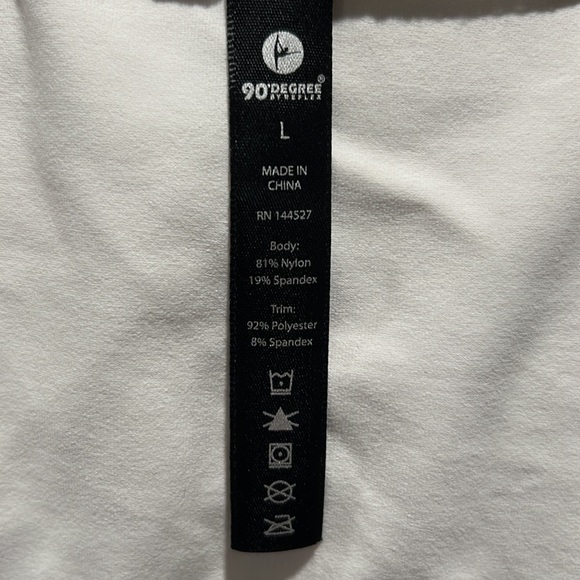 90°DEGREE®
BY REFLEX
L
MADE IN
CHINA
RN 144527
Body:
81% Nylon
19% Spandex
Trim:
92% Polyester
8% Spandex